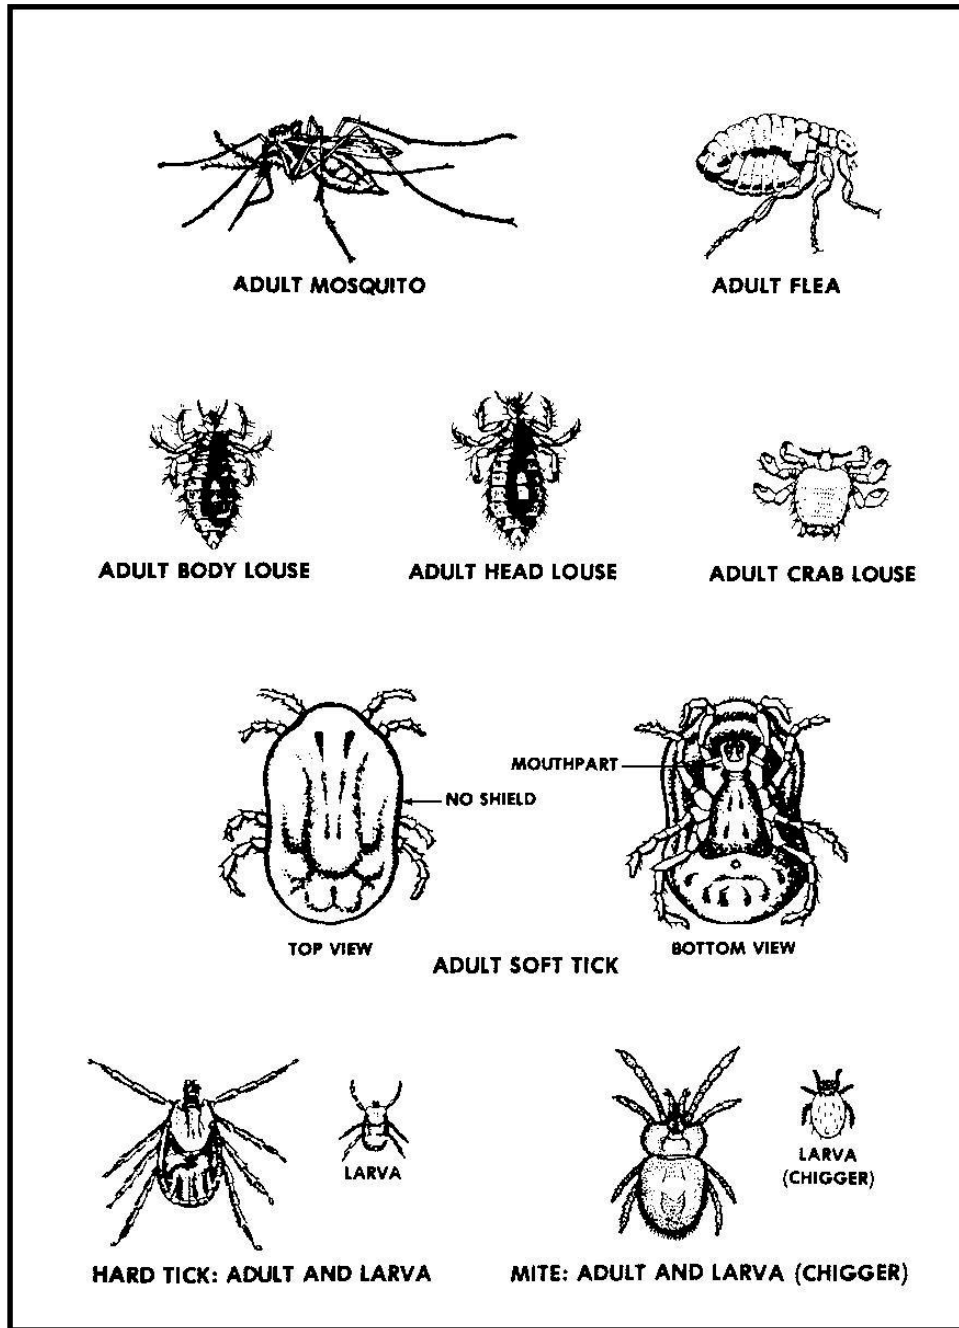 ADULT MOSQUITO
ADULT FLEA
ADULT BODY LOUSE
ADULT HEAD LOUSE
ADULT CRAB LOUSE
MOUTHPART
NO SHIELD
TOP VIEW
BOTTOM VIEW
ADULT SOFT TICK
LARVA
LARVA
(CHIGGER)
HARD TICK: ADULT AND LARVA
MITE: ADULT AND LARVA (CHIGGER)